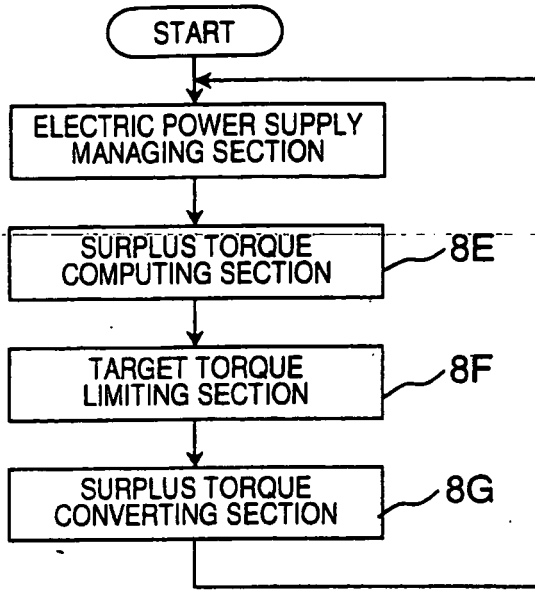 START
ELECTRIC POWER SUPPLY
MANAGING SECTION
SURPLUS TORQUE
COMPUTING SECTION
8E
TARGET TORQUE
LIMITING SECTION
8F
SURPLUS TORQUE
CONVERTING SECTION
8G